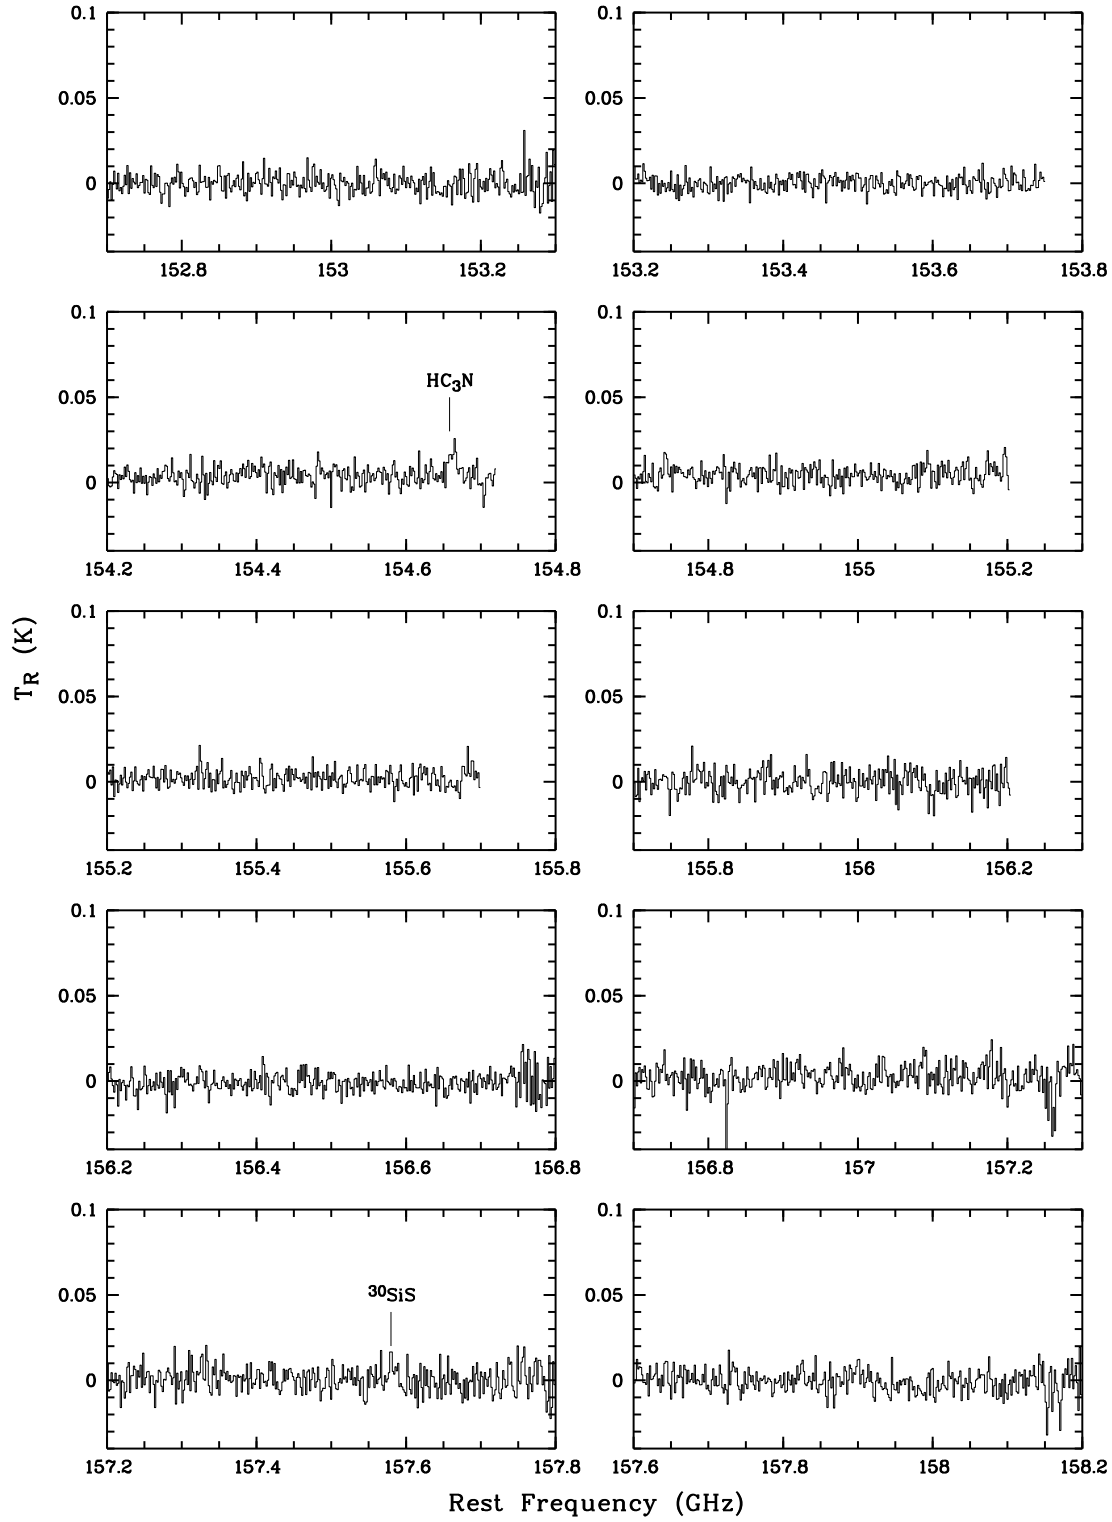 0.1
0.05
0
152.8 153 153.2
153.2 153.4 153.6 153.8
0.1
0.05
0
HC3N
154.2 154.4 154.6 154.8
0.1
0.05
0
154.8 155 155.2
0.1
0.05
0
155.2 155.4 155.6 155.8
0.1
0.05
0
155.8 156 156.2
0.1
0.05
0
156.2 156.4 156.6 156.8
0.1
0.05
0
156.8 157 157.2
0.1
0.05
0
30SiS
157.2 157.4 157.6 157.8
0.1
0.05
0
157.6 157.8 158 158.2
0.1
0.05
0
TR (K)
Rest Frequency (GHz)